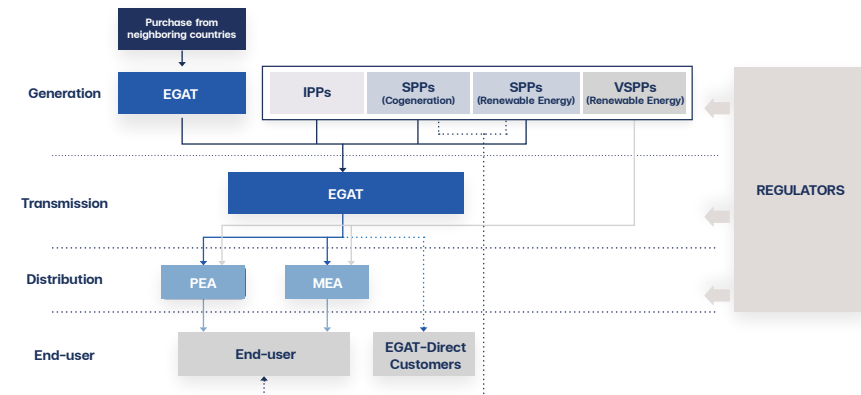 Purchase from
neighboring countries
Generation
EGAT
IPPs
SPPs
(Cogeneration)
SPPs
(Renewable Energy)
VSPPs
(Renewable Energy)
REGULATORS
Transmission
EGAT
Distribution
PEA
MEA
End-user
End-user
EGAT-Direct
Customers